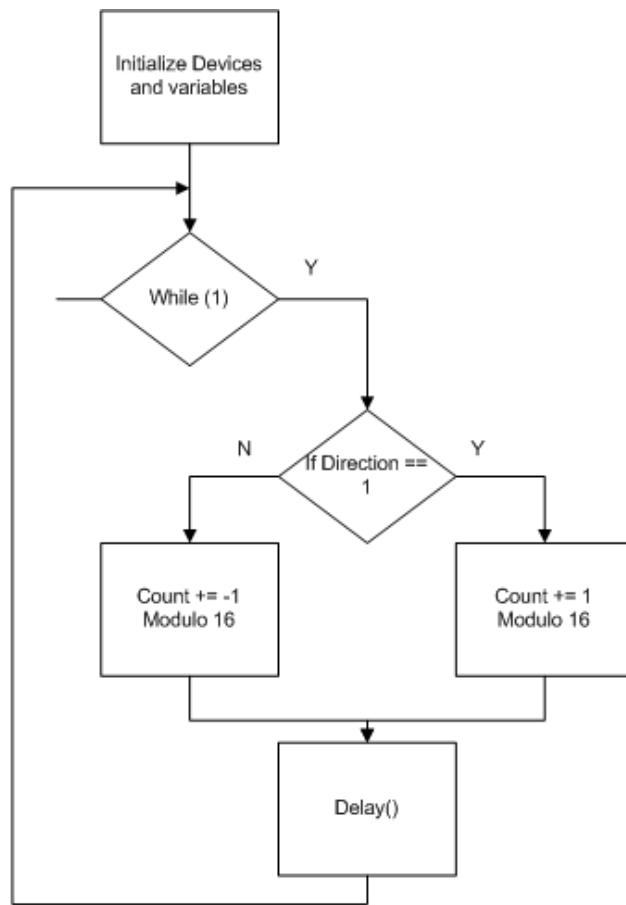 Initialize Devices
and variables
Y
While (1)
N
If Direction ==
1
Y
Count += -1
Modulo 16
Count += 1
Modulo 16
Delay()